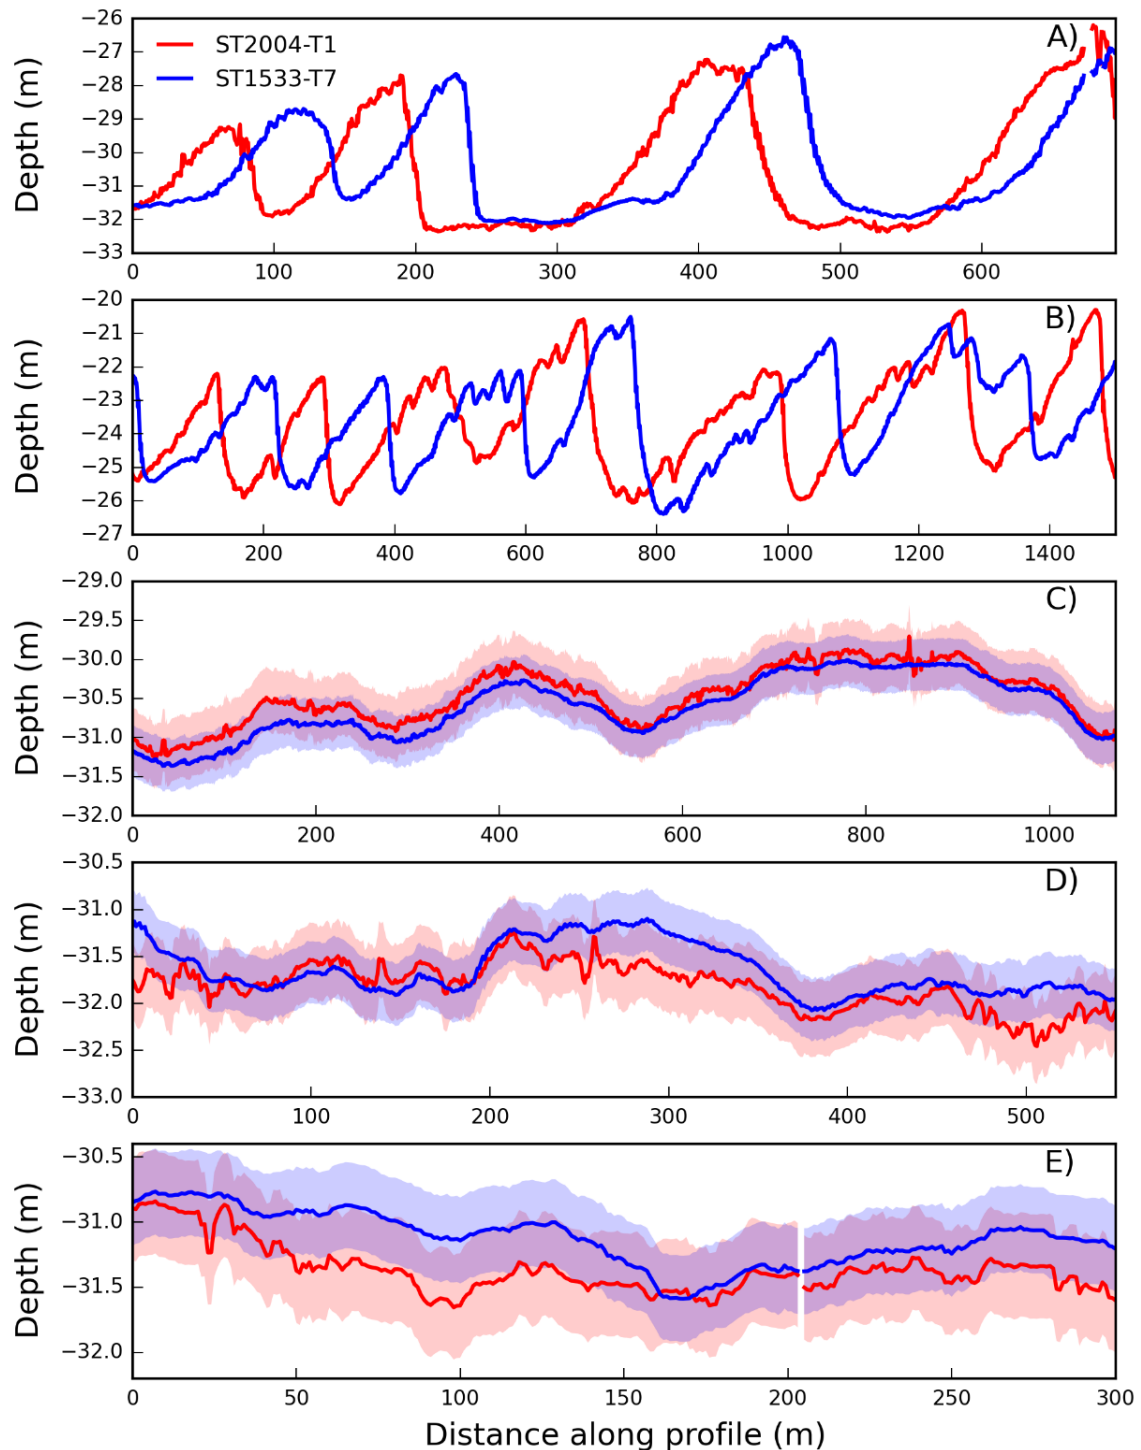 −26
−27
−28
−29
−30
−31
−32
−33
Depth (m)
ST2004-T1
ST1533-T7
A)
0 100 200 300 400 500 600
−20
−21
−22
−23
−24
−25
−26
−27
Depth (m)
B)
0 200 400 600 800 1000 1200 1400
−29.0
−29.5
−30.0
−30.5
−31.0
−31.5
−32.0
Depth (m)
C)
0 200 400 600 800 1000
−30.5
−31.0
−31.5
−32.0
−32.5
−33.0
Depth (m)
D)
0 100 200 300 400 500
−30.5
−31.0
−31.5
−32.0
Depth (m)
E)
0 50 100 150 200 250 300
Distance along profile (m)